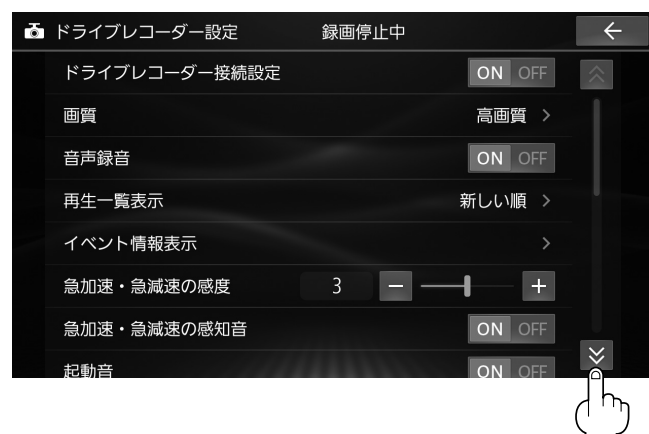 ドライブレコーダー設定 録画停止中
ドライブレコーダー接続設定 ON OFF
画質 高画質
音声録音 ON OFF
再生一覧表示 新しい順
イベント情報表示
急加速・急減速の感度 3
急加速・急減速の感知音 ON OFF
起動音 ON OFF